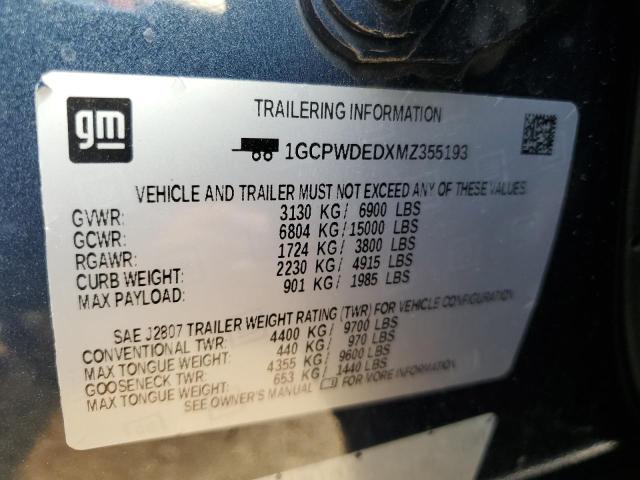 gm
TRAILERING INFORMATION
1GCPWDEDXMZ355193
VEHICLE AND TRAILER MUST NOT EXCEED ANY OF THESE VALUES
GVWR: 3130 KG/ 6900 LBS
GCWR: 6804 KG/15000 LBS
RGAWR: 1724 KG/ 3800 LBS
CURB WEIGHT: 2230 KG/ 4915 LBS
MAX PAYLOAD: 901 KG/ 1985 LBS
SAE J2807 TRAILER WEIGHT RATING (TWR) FOR VEHICLE CONFIGURATION
CONVENTIONAL TWR: 4400 KG/ 9700 LBS
MAX TONGUE WEIGHT: 440 KG/ 970 LBS
GOOSENECK TWR: 4355 KG/ 9600 LBS
MAX TONGUE WEIGHT: 653 KG/ 1440 LBS
SEE OWNER'S MANUAL FOR MORE INFORMATION